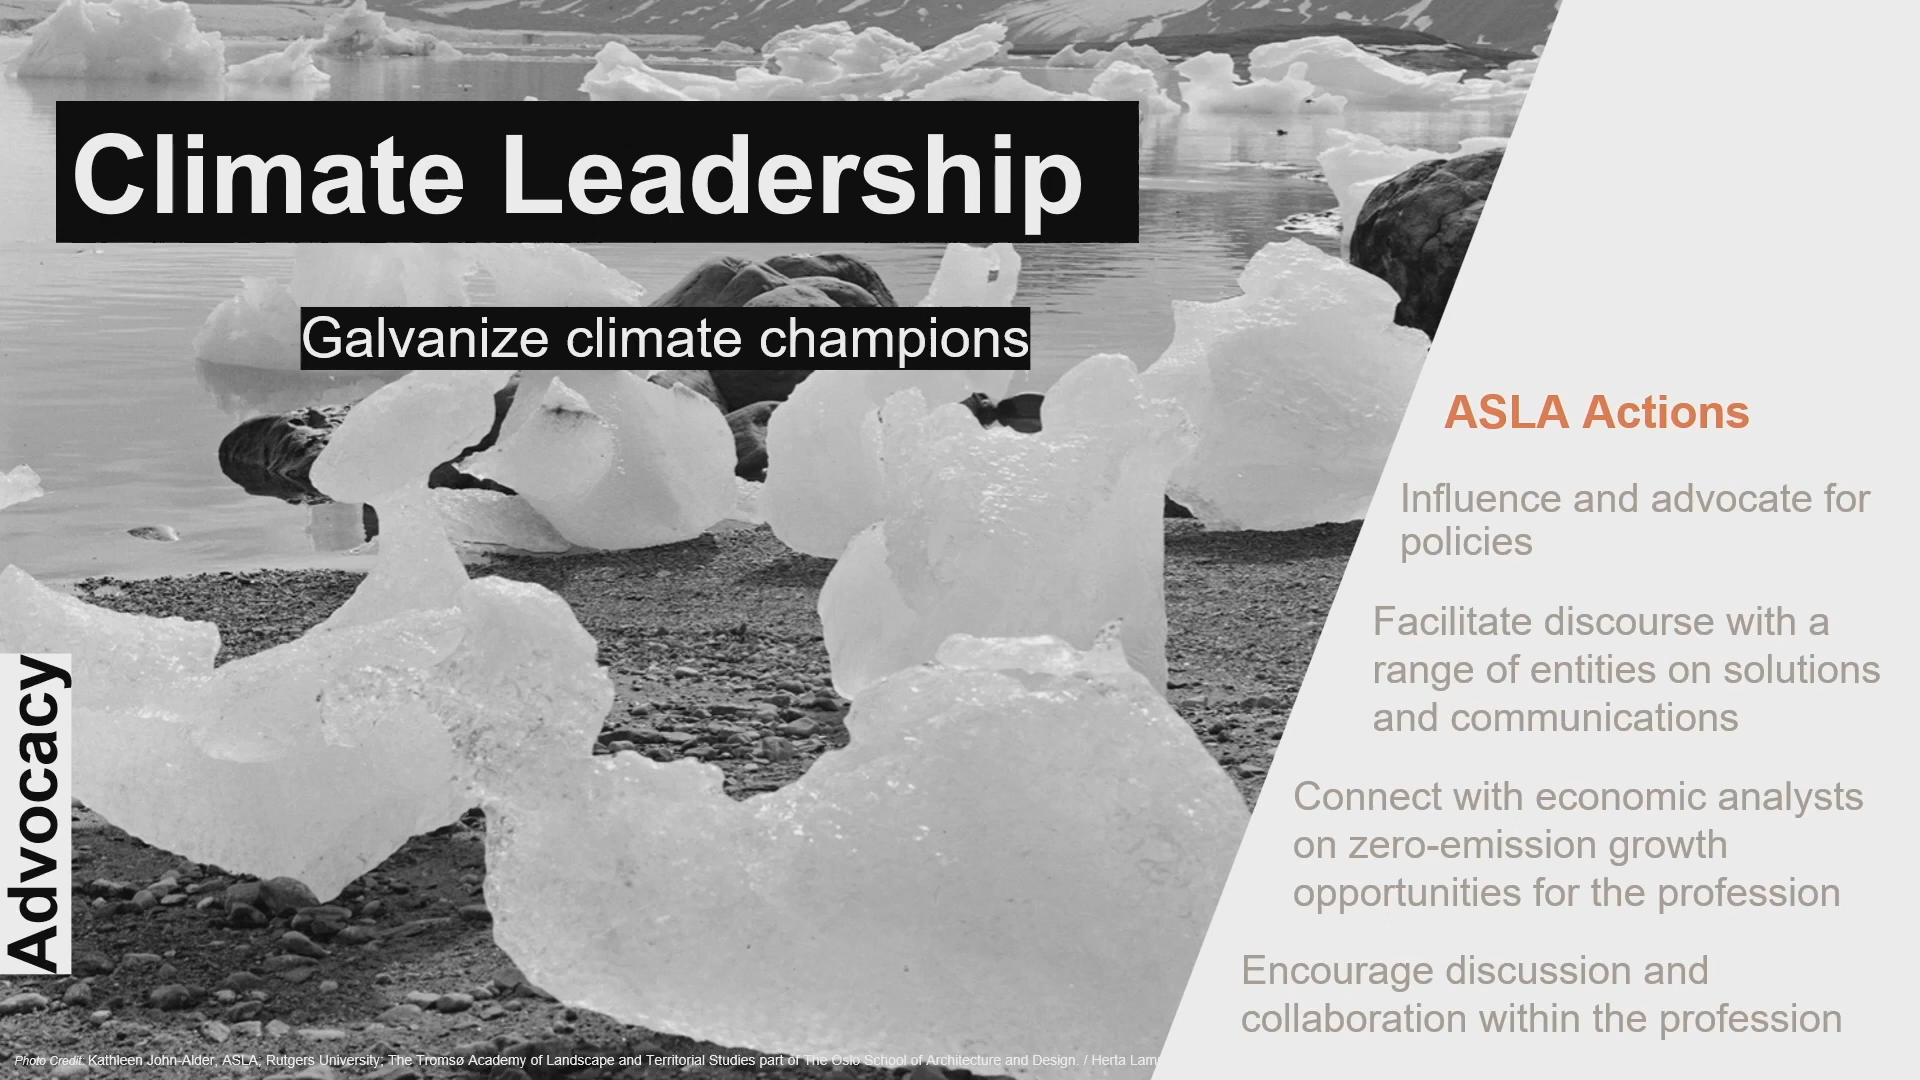 Climate Leadership
Galvanize climate champions
ASLA Actions
Influence and advocate for
policies
Facilitate discourse with a
range of entities on solutions
and communications
Connect with economic analysts
on zero-emission growth
opportunities for the profession
Encourage discussion and
collaboration within the profession
Advocacy
Photo Credit: Kathleen John-Alder, ASLA; Rutgers University; The Tromsø Academy of Landscape and Territorial Studies part of The Oslo School of Architecture and Design. / Herta